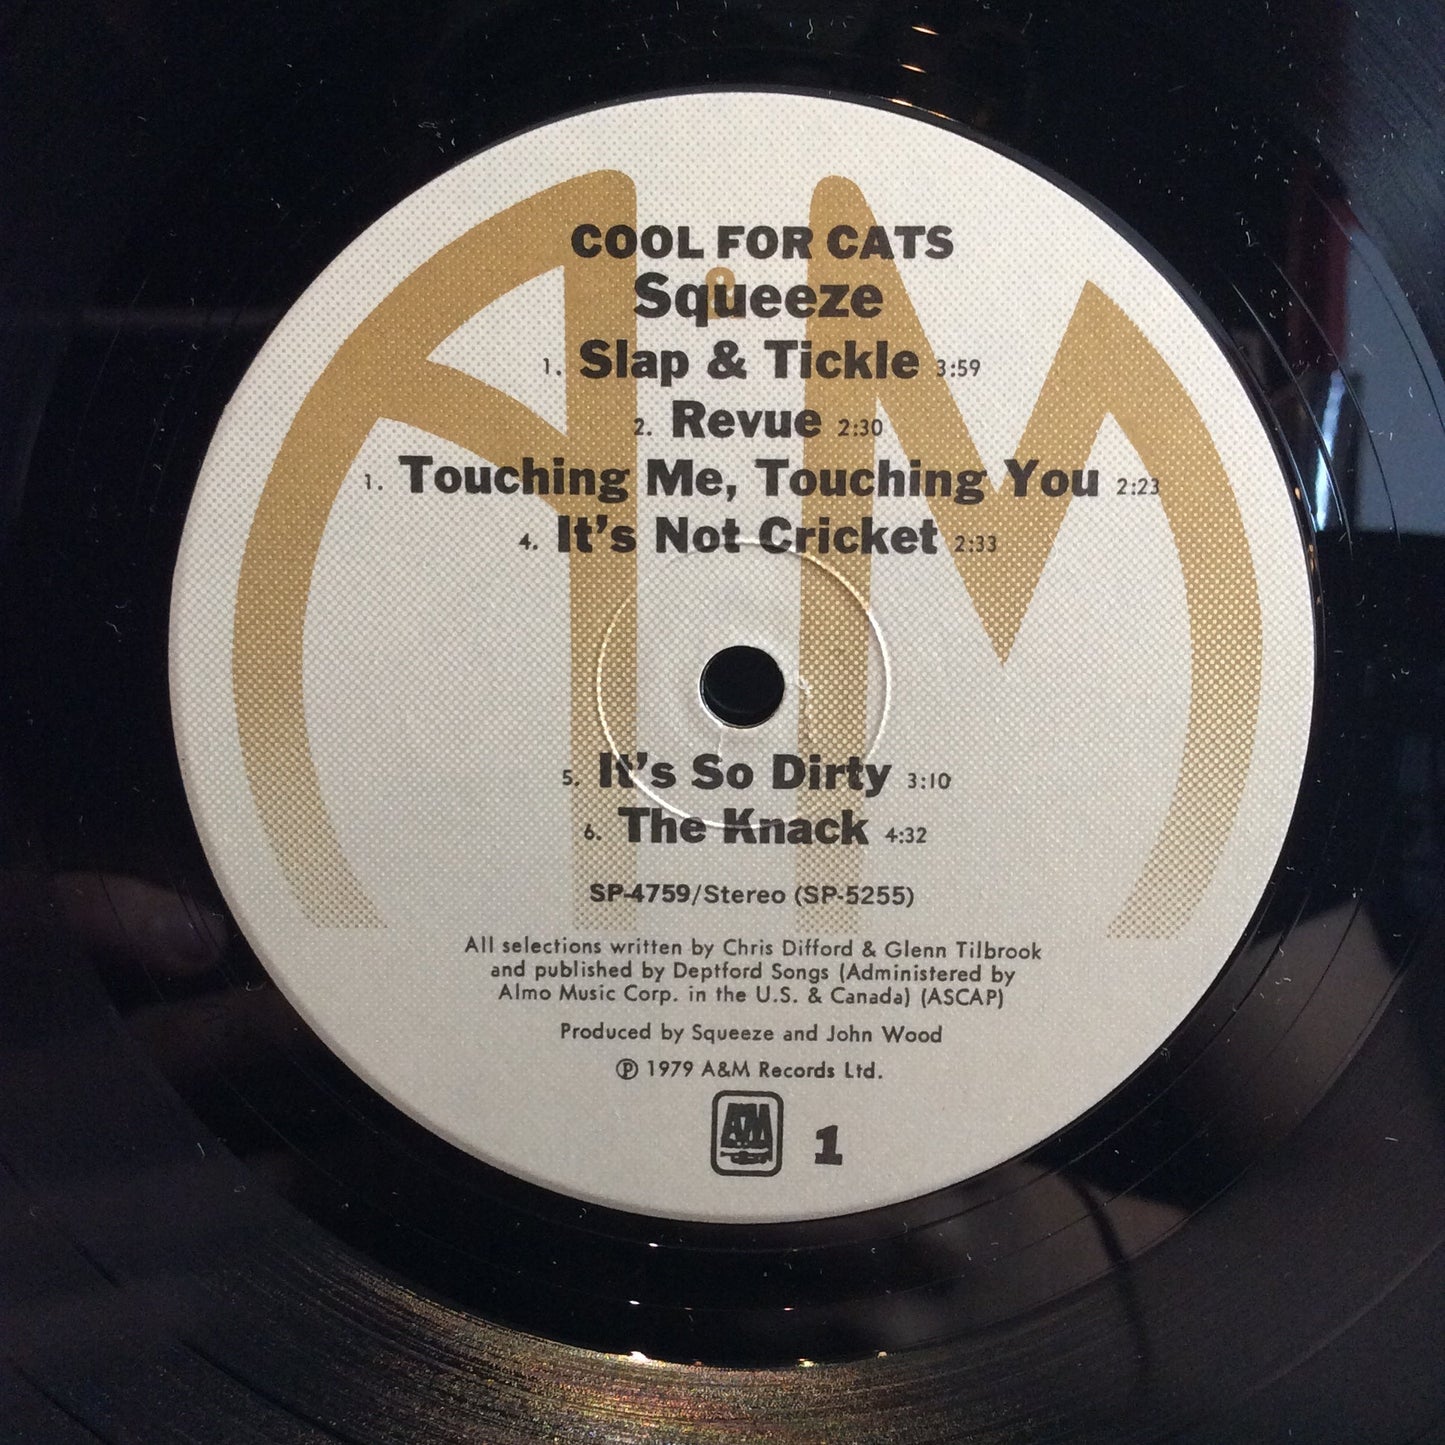 COOL FOR CATS
Squeeze
1. Slap & Tickle 3:59
2. Revue 2:30
1. Touching Me, Touching You 2:23
4. It's Not Cricket 2:33
5. It's So Dirty 3:10
6. The Knack 4:32
SP-4759/Stereo (SP-5255)
All selections written by Chris Difford & Glenn Tilbrook
and published by Deptford Songs (Administered by
Almo Music Corp. in the U.S. & Canada) (ASCAP)
Produced by Squeeze and John Wood
℗ 1979 A&M Records Ltd.
A&M 1